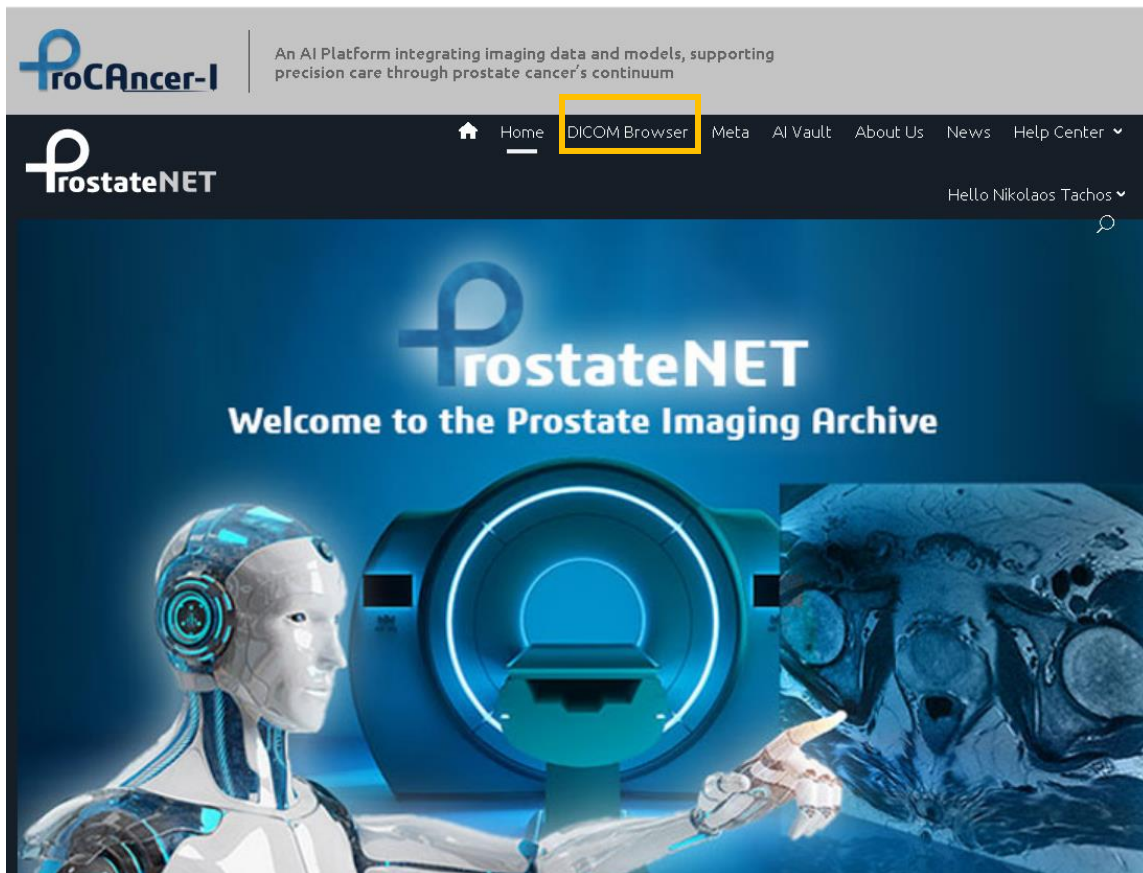 ProCAncer-I
An AI Platform integrating imaging data and models, supporting
precision care through prostate cancer's continuum
Home DICOM Browser Meta AI Vault About Us News Help Center
ProstateNET
Hello Nikolaos Tachos
ProstateNET
Welcome to the Prostate Imaging Archive